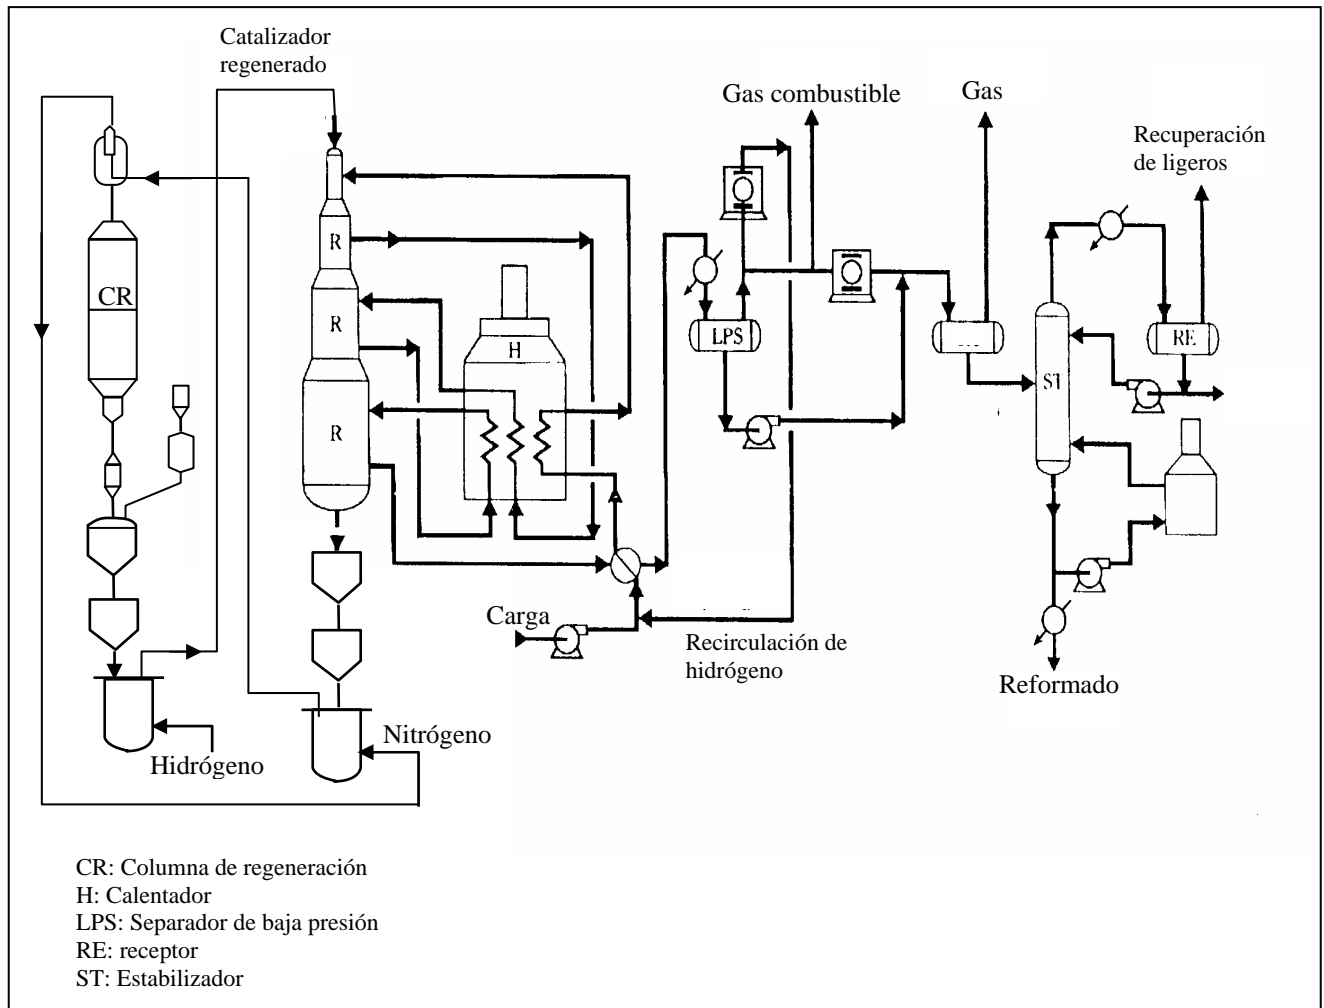 Catalizador
regenerado
Gas combustible
Gas
Recuperación
de ligeros
CR
R
R
R
H
LPS
RE
ST
Carga
Recirculación de
hidrógeno
Reformado
Nitrógeno
Hidrógeno
CR: Columna de regeneración
H: Calentador
LPS: Separador de baja presión
RE: receptor
ST: Estabilizador